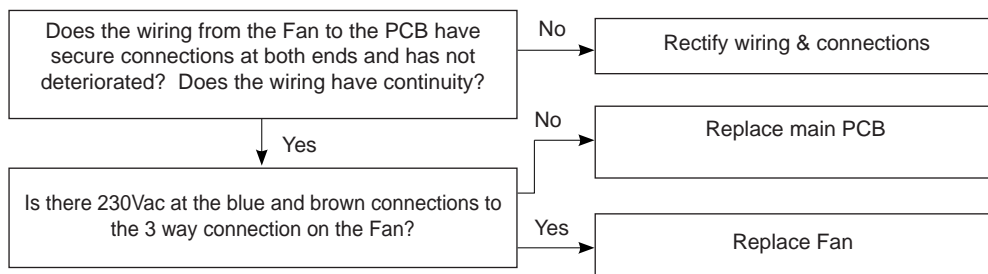 Does the wiring from the Fan to the PCB have
secure connections at both ends and has not
deteriorated?  Does the wiring have continuity?
No
Rectify wiring & connections
Yes
No
Replace main PCB
Is there 230Vac at the blue and brown connections to
the 3 way connection on the Fan?
Yes
Replace Fan